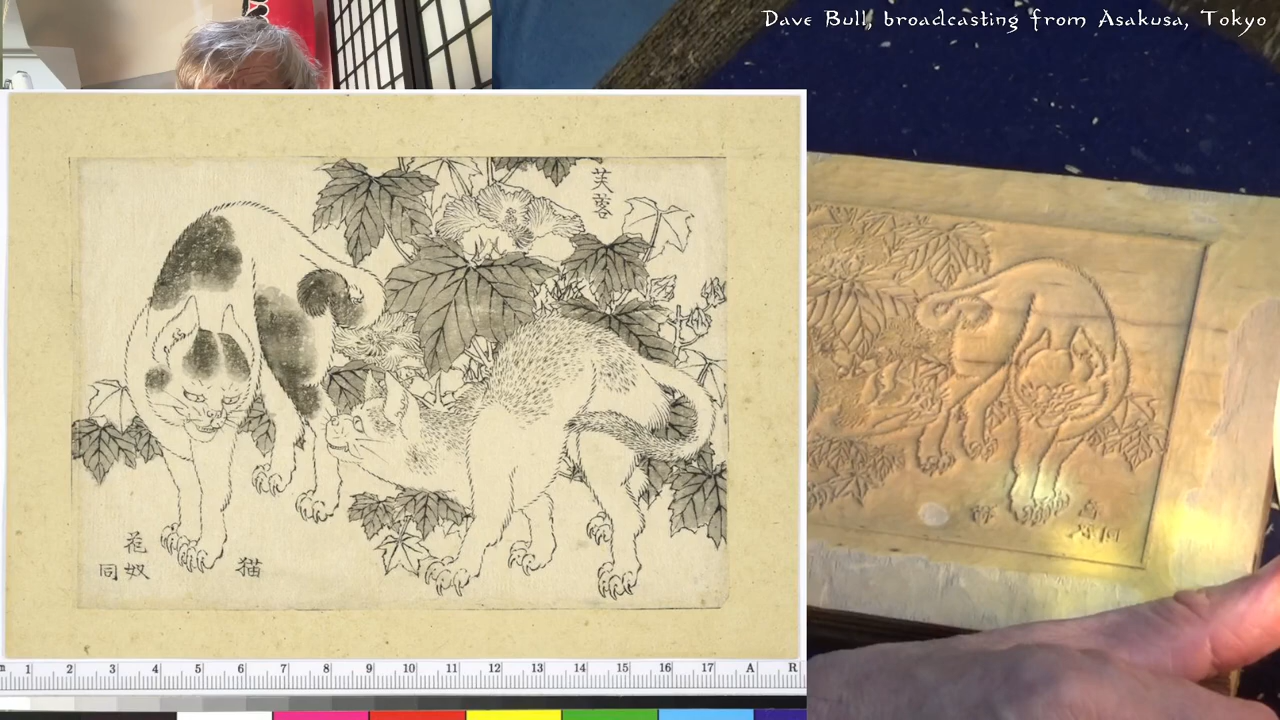 Dave Bull, broadcasting from Asakusa, Tokyo
芙蓉
猫
花奴
同
1 2 3 4 5 6 7 8 9 10 11 12 13 14 15 16 17 A R